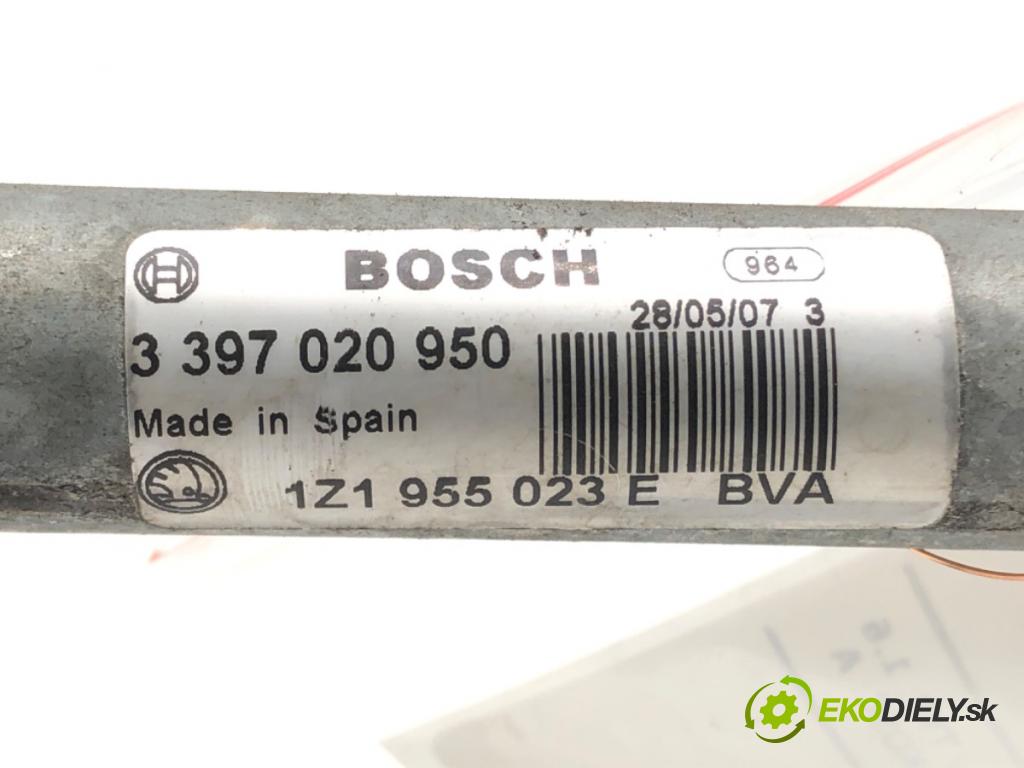 BOSCH 964
28/05/07 3
3 397 020 950
Made in Spain
1Z1 955 023 E BVA
EKODIELY.sk